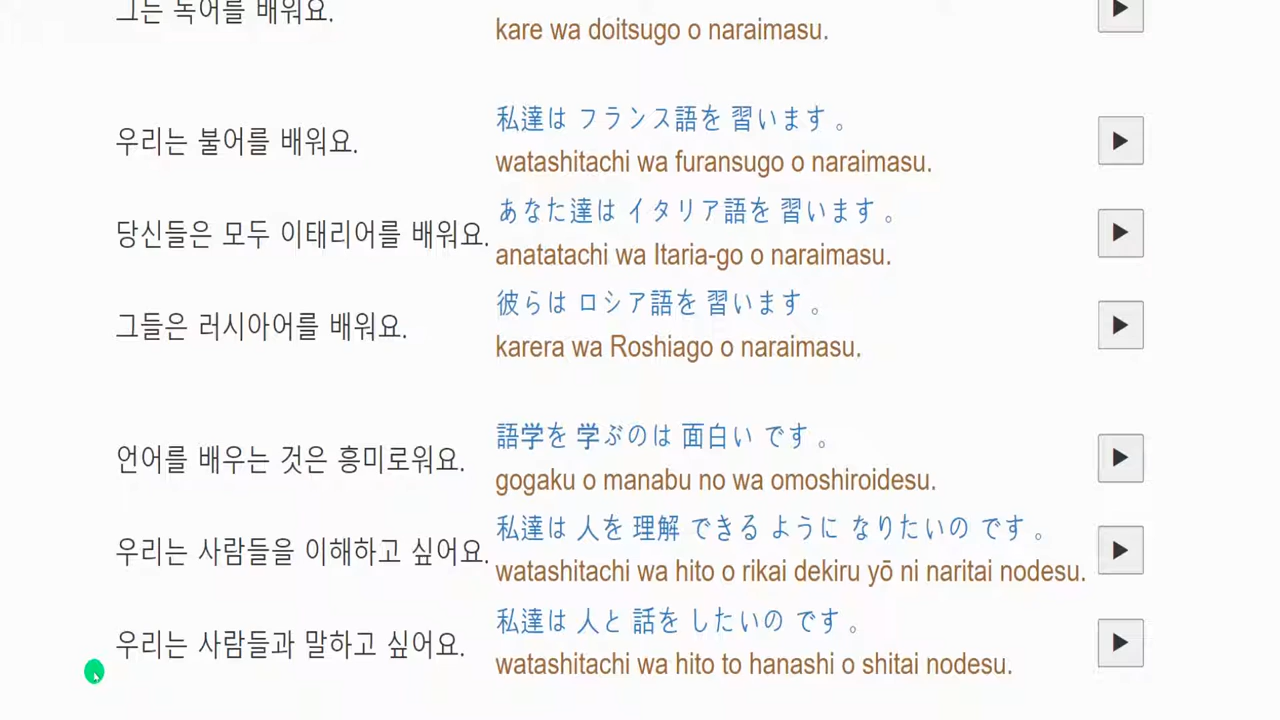 그는 독어를 배워요.
kare wa doitsugo o naraimasu.
우리는 불어를 배워요.
私達は フランス語を 習います 。
watashitachi wa furansugo o naraimasu.
당신들은 모두 이태리어를 배워요.
あなた達は イタリア語を 習います 。
anatatachi wa Itaria-go o naraimasu.
그들은 러시아어를 배워요.
彼らは ロシア語を 習います 。
karera wa Roshiago o naraimasu.
언어를 배우는 것은 흥미로워요.
語学を 学ぶのは 面白い です 。
gogaku o manabu no wa omoshiroidesu.
우리는 사람들을 이해하고 싶어요.
私達は 人を 理解 できる ように なりたいの です 。
watashitachi wa hito o rikai dekiru yō ni naritai nodesu.
우리는 사람들과 말하고 싶어요.
私達は 人と 話を したいの です 。
watashitachi wa hito to hanashi o shitai nodesu.